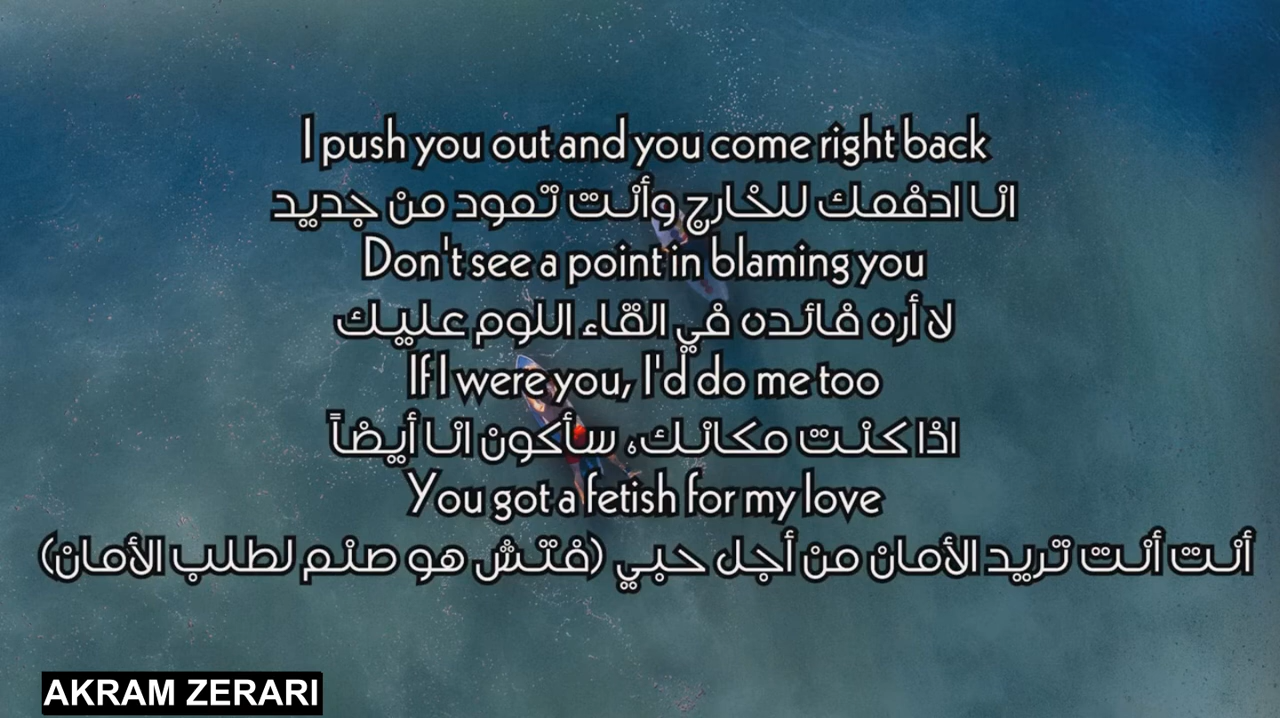 I push you out and you come right back
انا ادفعك للخارج وأنت تعود من جديد
Don't see a point in blaming you
لا أره فائده في القاء اللوم عليك
If I were you, I'd do me too
اذا كنت مكانك، سأكون انا أيضاً
You got a fetish for my love
أنت أنت تريد الأمان من أجل حبي (فتش هو صنم لطلب الأمان)
AKRAM ZERARI